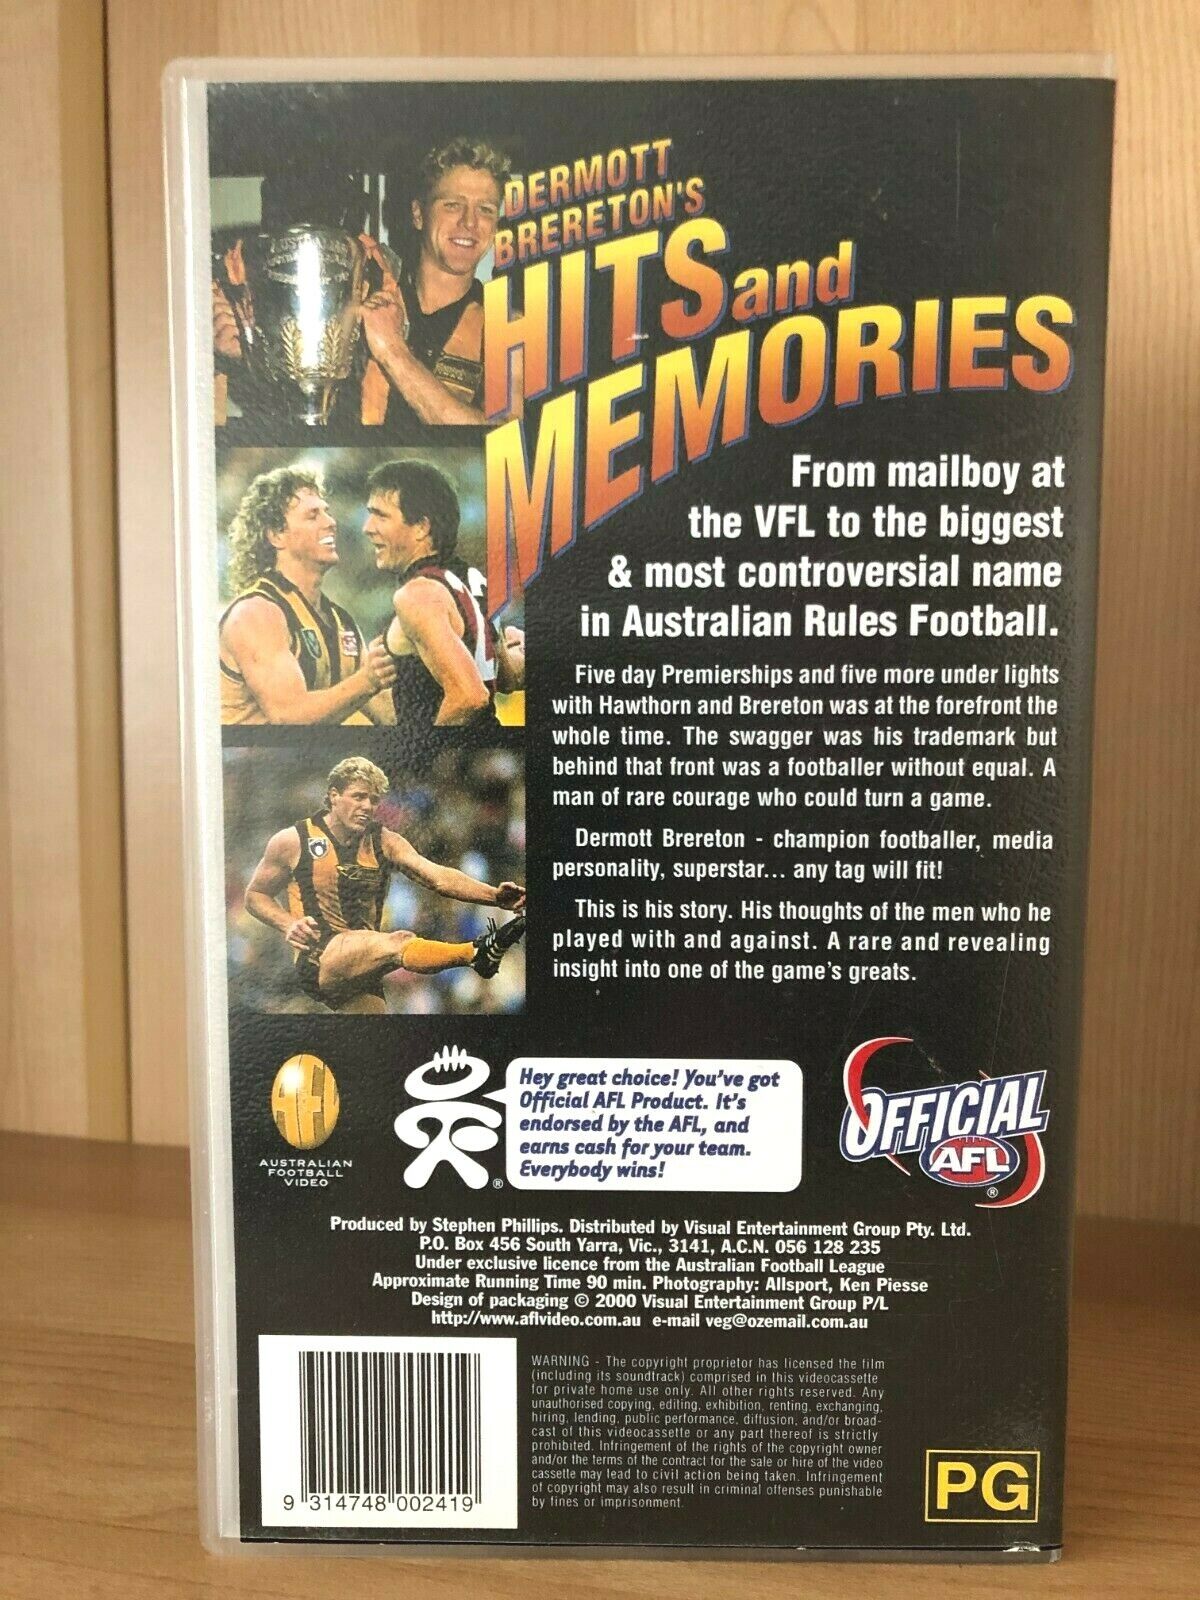 DERMOTT
BRERETON'S
HITS and
MEMORIES
From mailboy at
the VFL to the biggest
& most controversial name
in Australian Rules Football.
Five day Premierships and five more under lights
with Hawthorn and Brereton was at the forefront the
whole time. The swagger was his trademark but
behind that front was a footballer without equal. A
man of rare courage who could turn a game.
Dermott Brereton - champion footballer, media
personality, superstar... any tag will fit!
This is his story. His thoughts of the men who he
played with and against. A rare and revealing
insight into one of the game's greats.
AFL
AUSTRALIAN
FOOTBALL
VIDEO
®
Hey great choice! You've got
Official AFL Product. It's
endorsed by the AFL, and
earns cash for your team.
Everybody wins!
OFFICIAL
AFL
®
Produced by Stephen Phillips. Distributed by Visual Entertainment Group Pty. Ltd.
P.O. Box 456 South Yarra, Vic., 3141, A.C.N. 056 128 235
Under exclusive licence from the Australian Football League
Approximate Running Time 90 min. Photography: Allsport, Ken Piesse
Design of packaging © 2000 Visual Entertainment Group P/L
http://www.aflvideo.com.au e-mail veg@ozemail.com.au
WARNING - The copyright proprietor has licensed the film
(including its soundtrack) comprised in this videocassette
for private home use only. All other rights reserved. Any
unauthorised copying, editing, exhibition, renting, exchanging,
hiring, lending, public performance, diffusion, and/or broad-
cast of this videocassette or any part thereof is strictly
prohibited. Infringement of the rights of the copyright owner
and/or the terms of the contract for the sale or hire of the video
cassette may lead to civil action being taken. Infringement
of copyright may also result in criminal offenses punishable
by fines or imprisonment.
9 314748 002419
PG